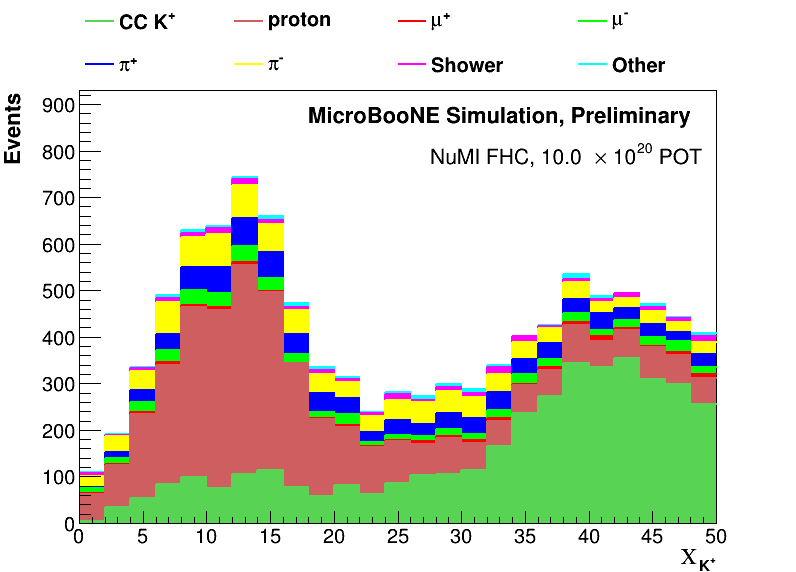 CC K⁺ proton μ⁺ μ⁻
π⁺ π⁻ Shower Other
MicroBooNE Simulation, Preliminary
NuMI FHC, 10.0 × 10²⁰ POT
Events
900
800
700
600
500
400
300
200
100
0
0 5 10 15 20 25 30 35 40 45 50
χ_K⁺